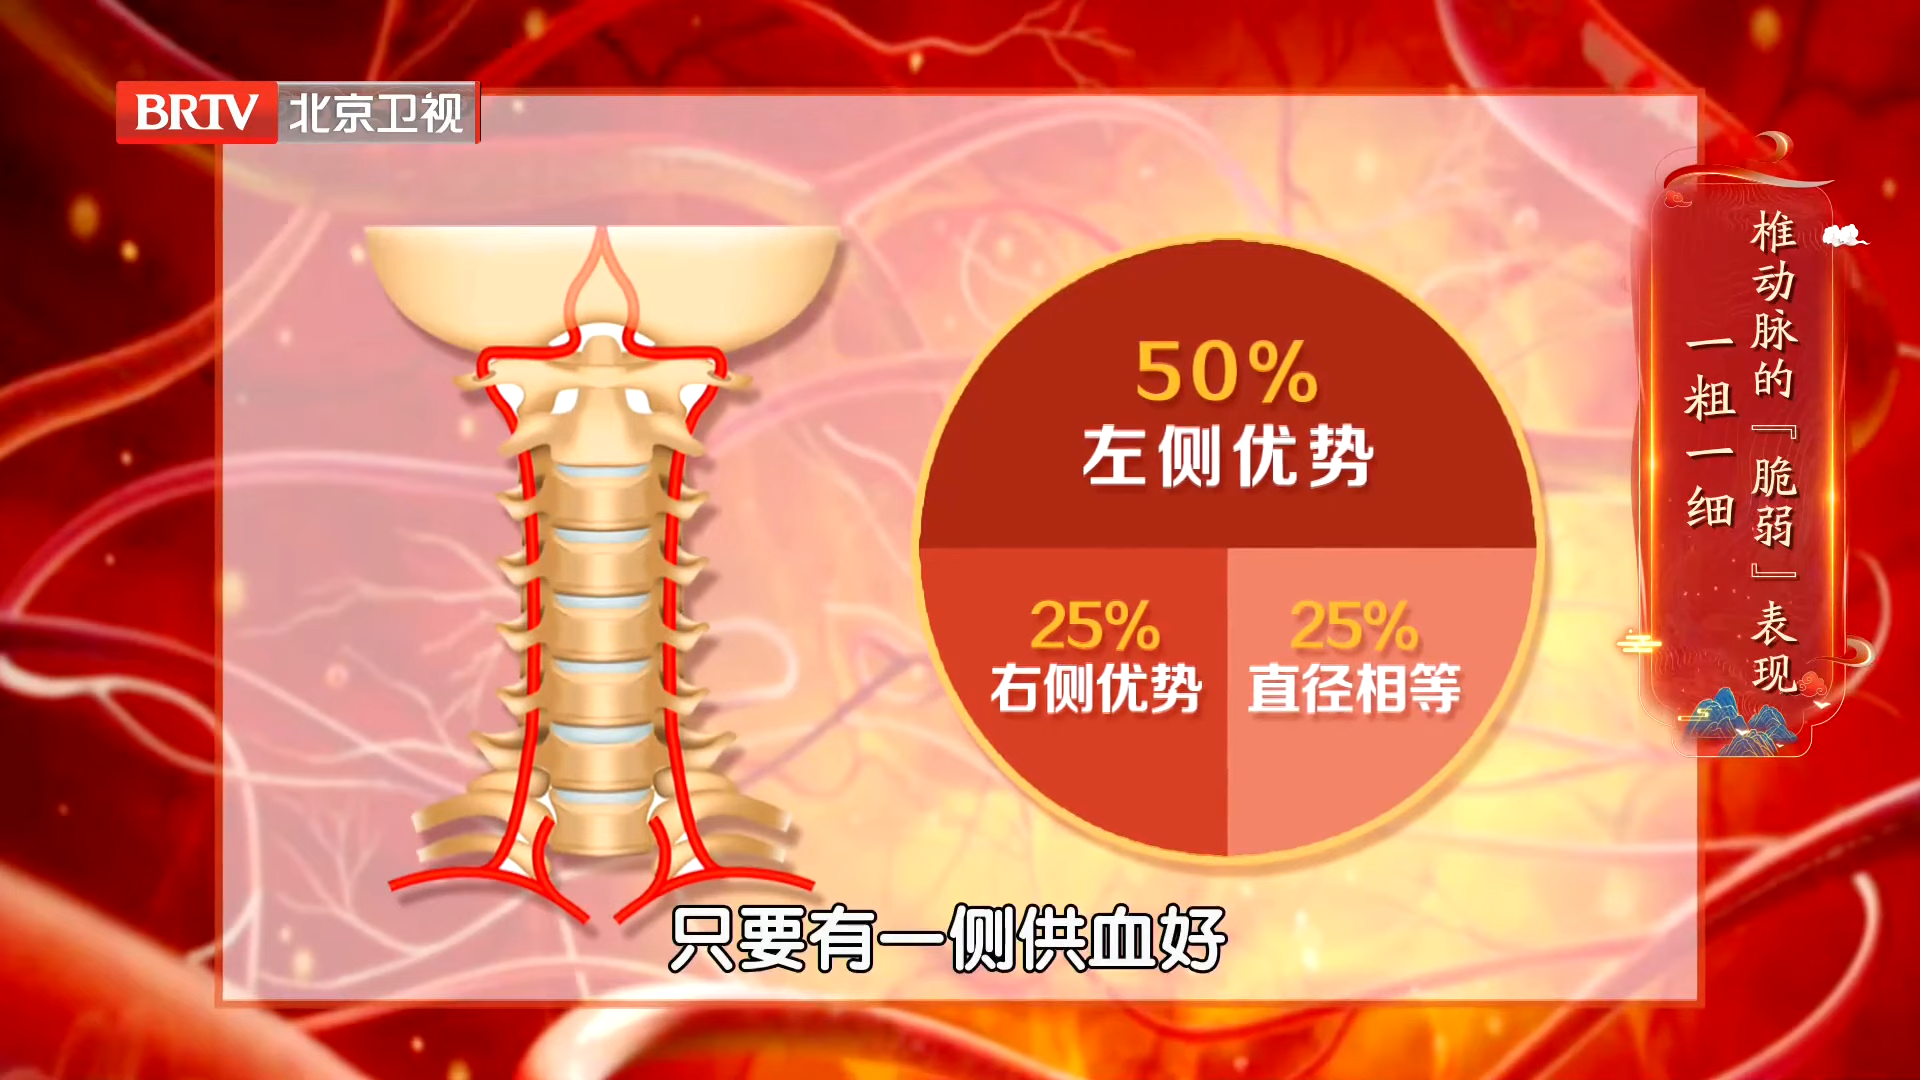 BRTV 北京卫视
椎动脉的『脆弱』表现
一粗一细
50%
左侧优势
25%
右侧优势
25%
直径相等
只要有一侧供血好